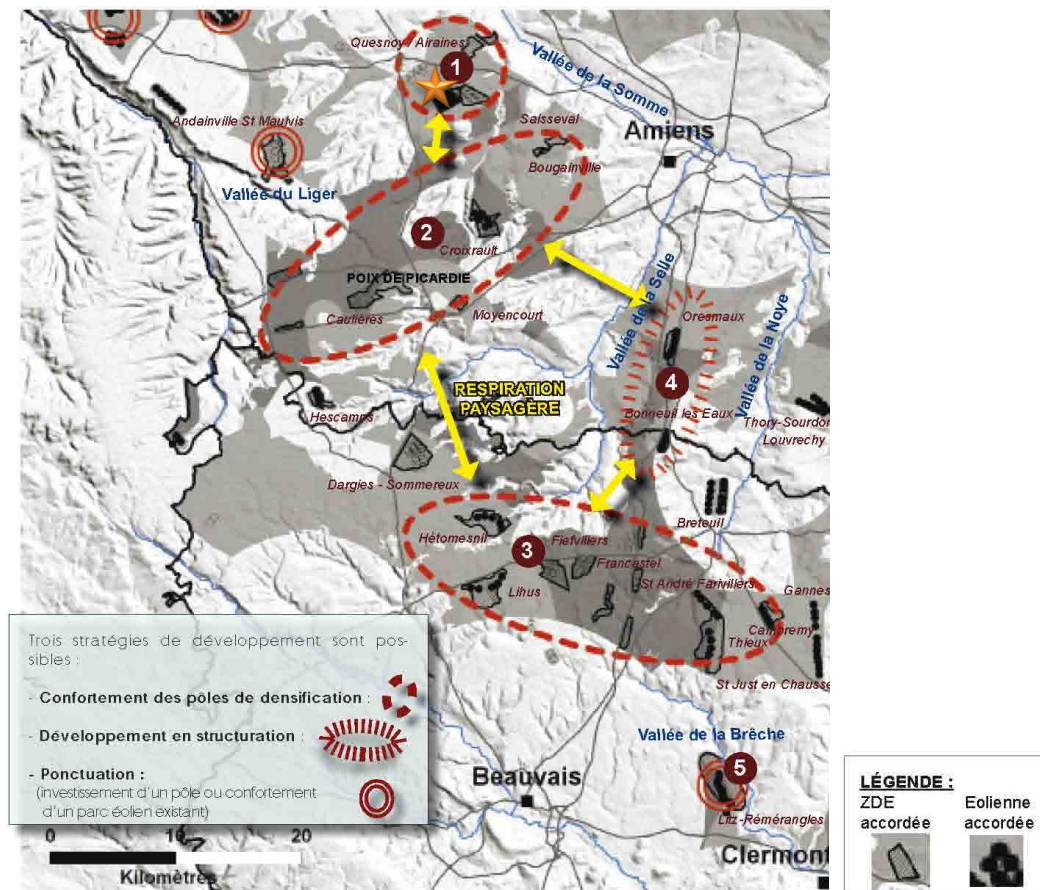 Quesnoy / Airaines
1
Vallée de la Somme
Andainville St Maulvis
Saisseval
Amiens
Bougainville
Vallée du Liger
2
Croixrault
POIX DE PICARDIE
Vallée de la Selle
Caulières
Moyencourt
Oresmaux
Vallée de la Noye
4
RESPIRATION
PAYSAGÈRE
Hescamps
Bonneuil les Eaux
Thory-Sourdon
Louvrechy
Dargies - Sommereux
Breteuil
Hétomesnil
3
Fiefvillers
Francastel
Lihus
St André Farivillers
Gannes
Campremy
Thieux
St Just en Chausse
Trois stratégies de développement sont pos-
sibles :
- Confortement des pôles de densification :
- Développement en structuration :
- Ponctuation :
(investissement d'un pôle ou confortement
d'un parc éolien existant)
Vallée de la Brêche
5
Beauvais
Litz-Rémérangles
Clermont
0 10 20
Kilomètres
LÉGENDE :
ZDE
accordée
Eolienne
accordée